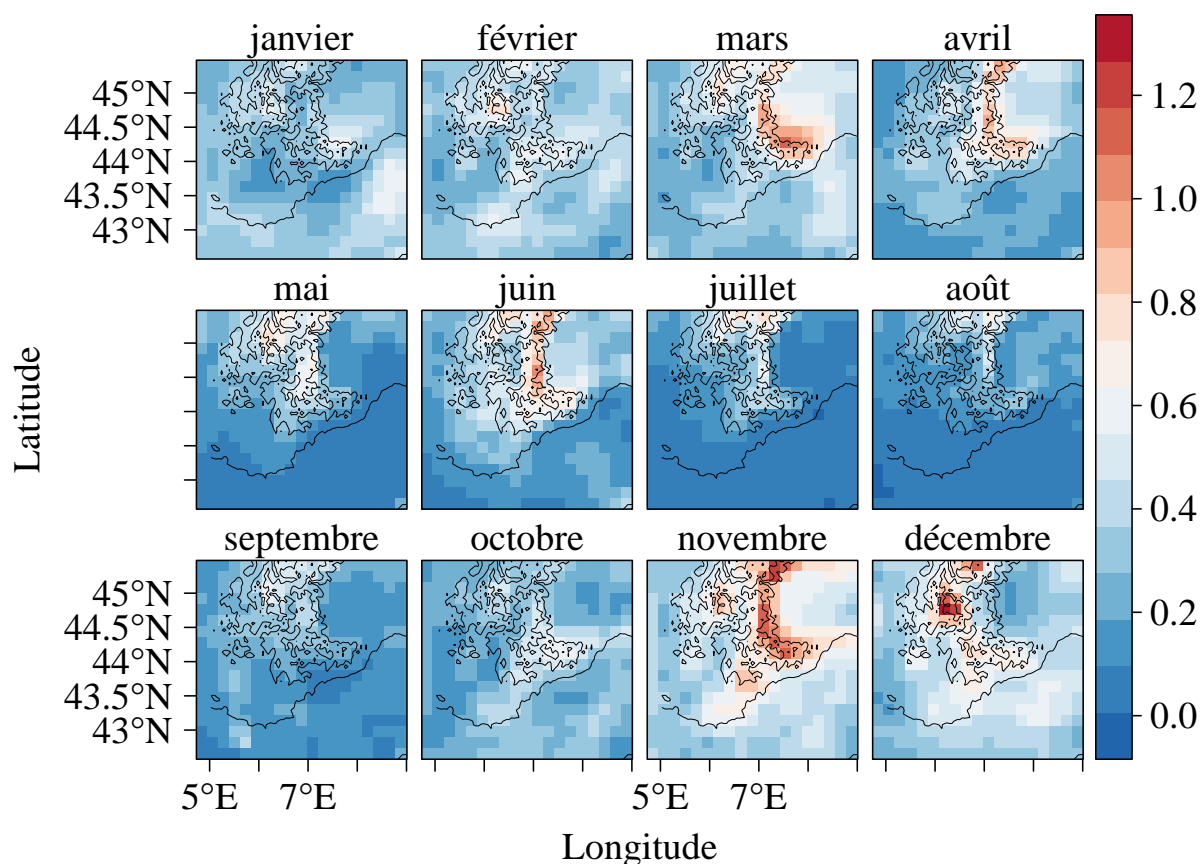 janvier février mars avril
45°N
44.5°N
44°N
43.5°N
43°N
mai juin juillet août
septembre octobre novembre décembre
45°N
44.5°N
44°N
43.5°N
43°N
5°E 7°E 5°E 7°E
Longitude
Latitude
1.2
1.0
0.8
0.6
0.4
0.2
0.0